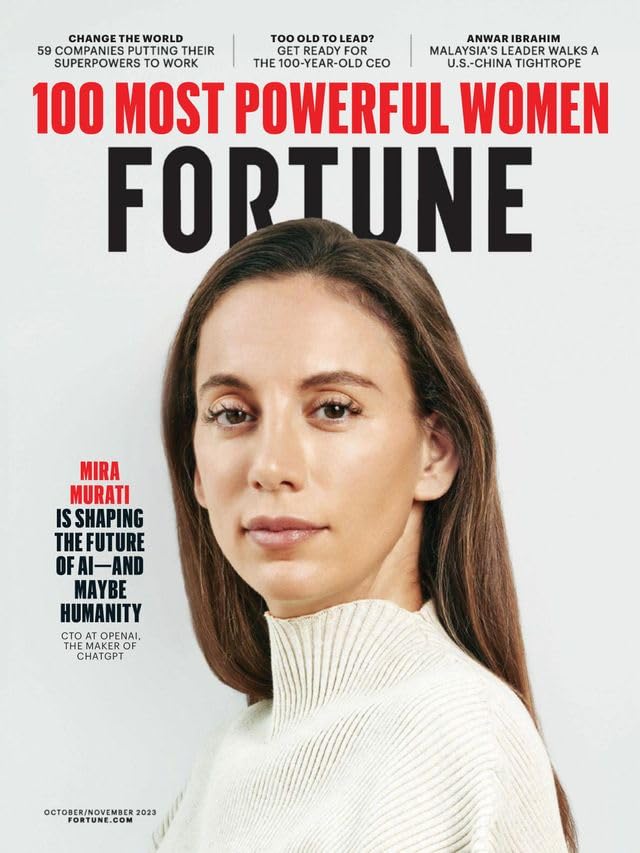 CHANGE THE WORLD
59 COMPANIES PUTTING THEIR
SUPERPOWERS TO WORK
TOO OLD TO LEAD?
GET READY FOR
THE 100-YEAR-OLD CEO
ANWAR IBRAHIM
MALAYSIA'S LEADER WALKS A
U.S.-CHINA TIGHTROPE
100 MOST POWERFUL WOMEN
FORTUNE
MIRA
MURATI
IS SHAPING
THE FUTURE
OF AI—AND
MAYBE
HUMANITY
CTO AT OPENAI,
THE MAKER OF
CHATGPT
OCTOBER/NOVEMBER 2023
FORTUNE.COM